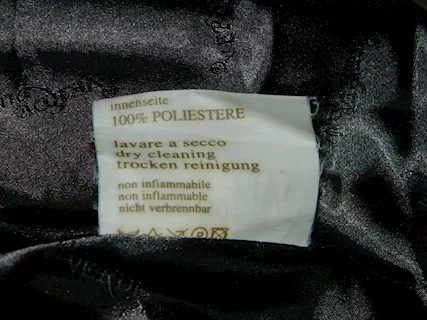 innenseite
100% POLIESTERE
lavare a secco
dry cleaning
trocken reinigung
non infiammabile
non inflammable
nicht verbrennbar